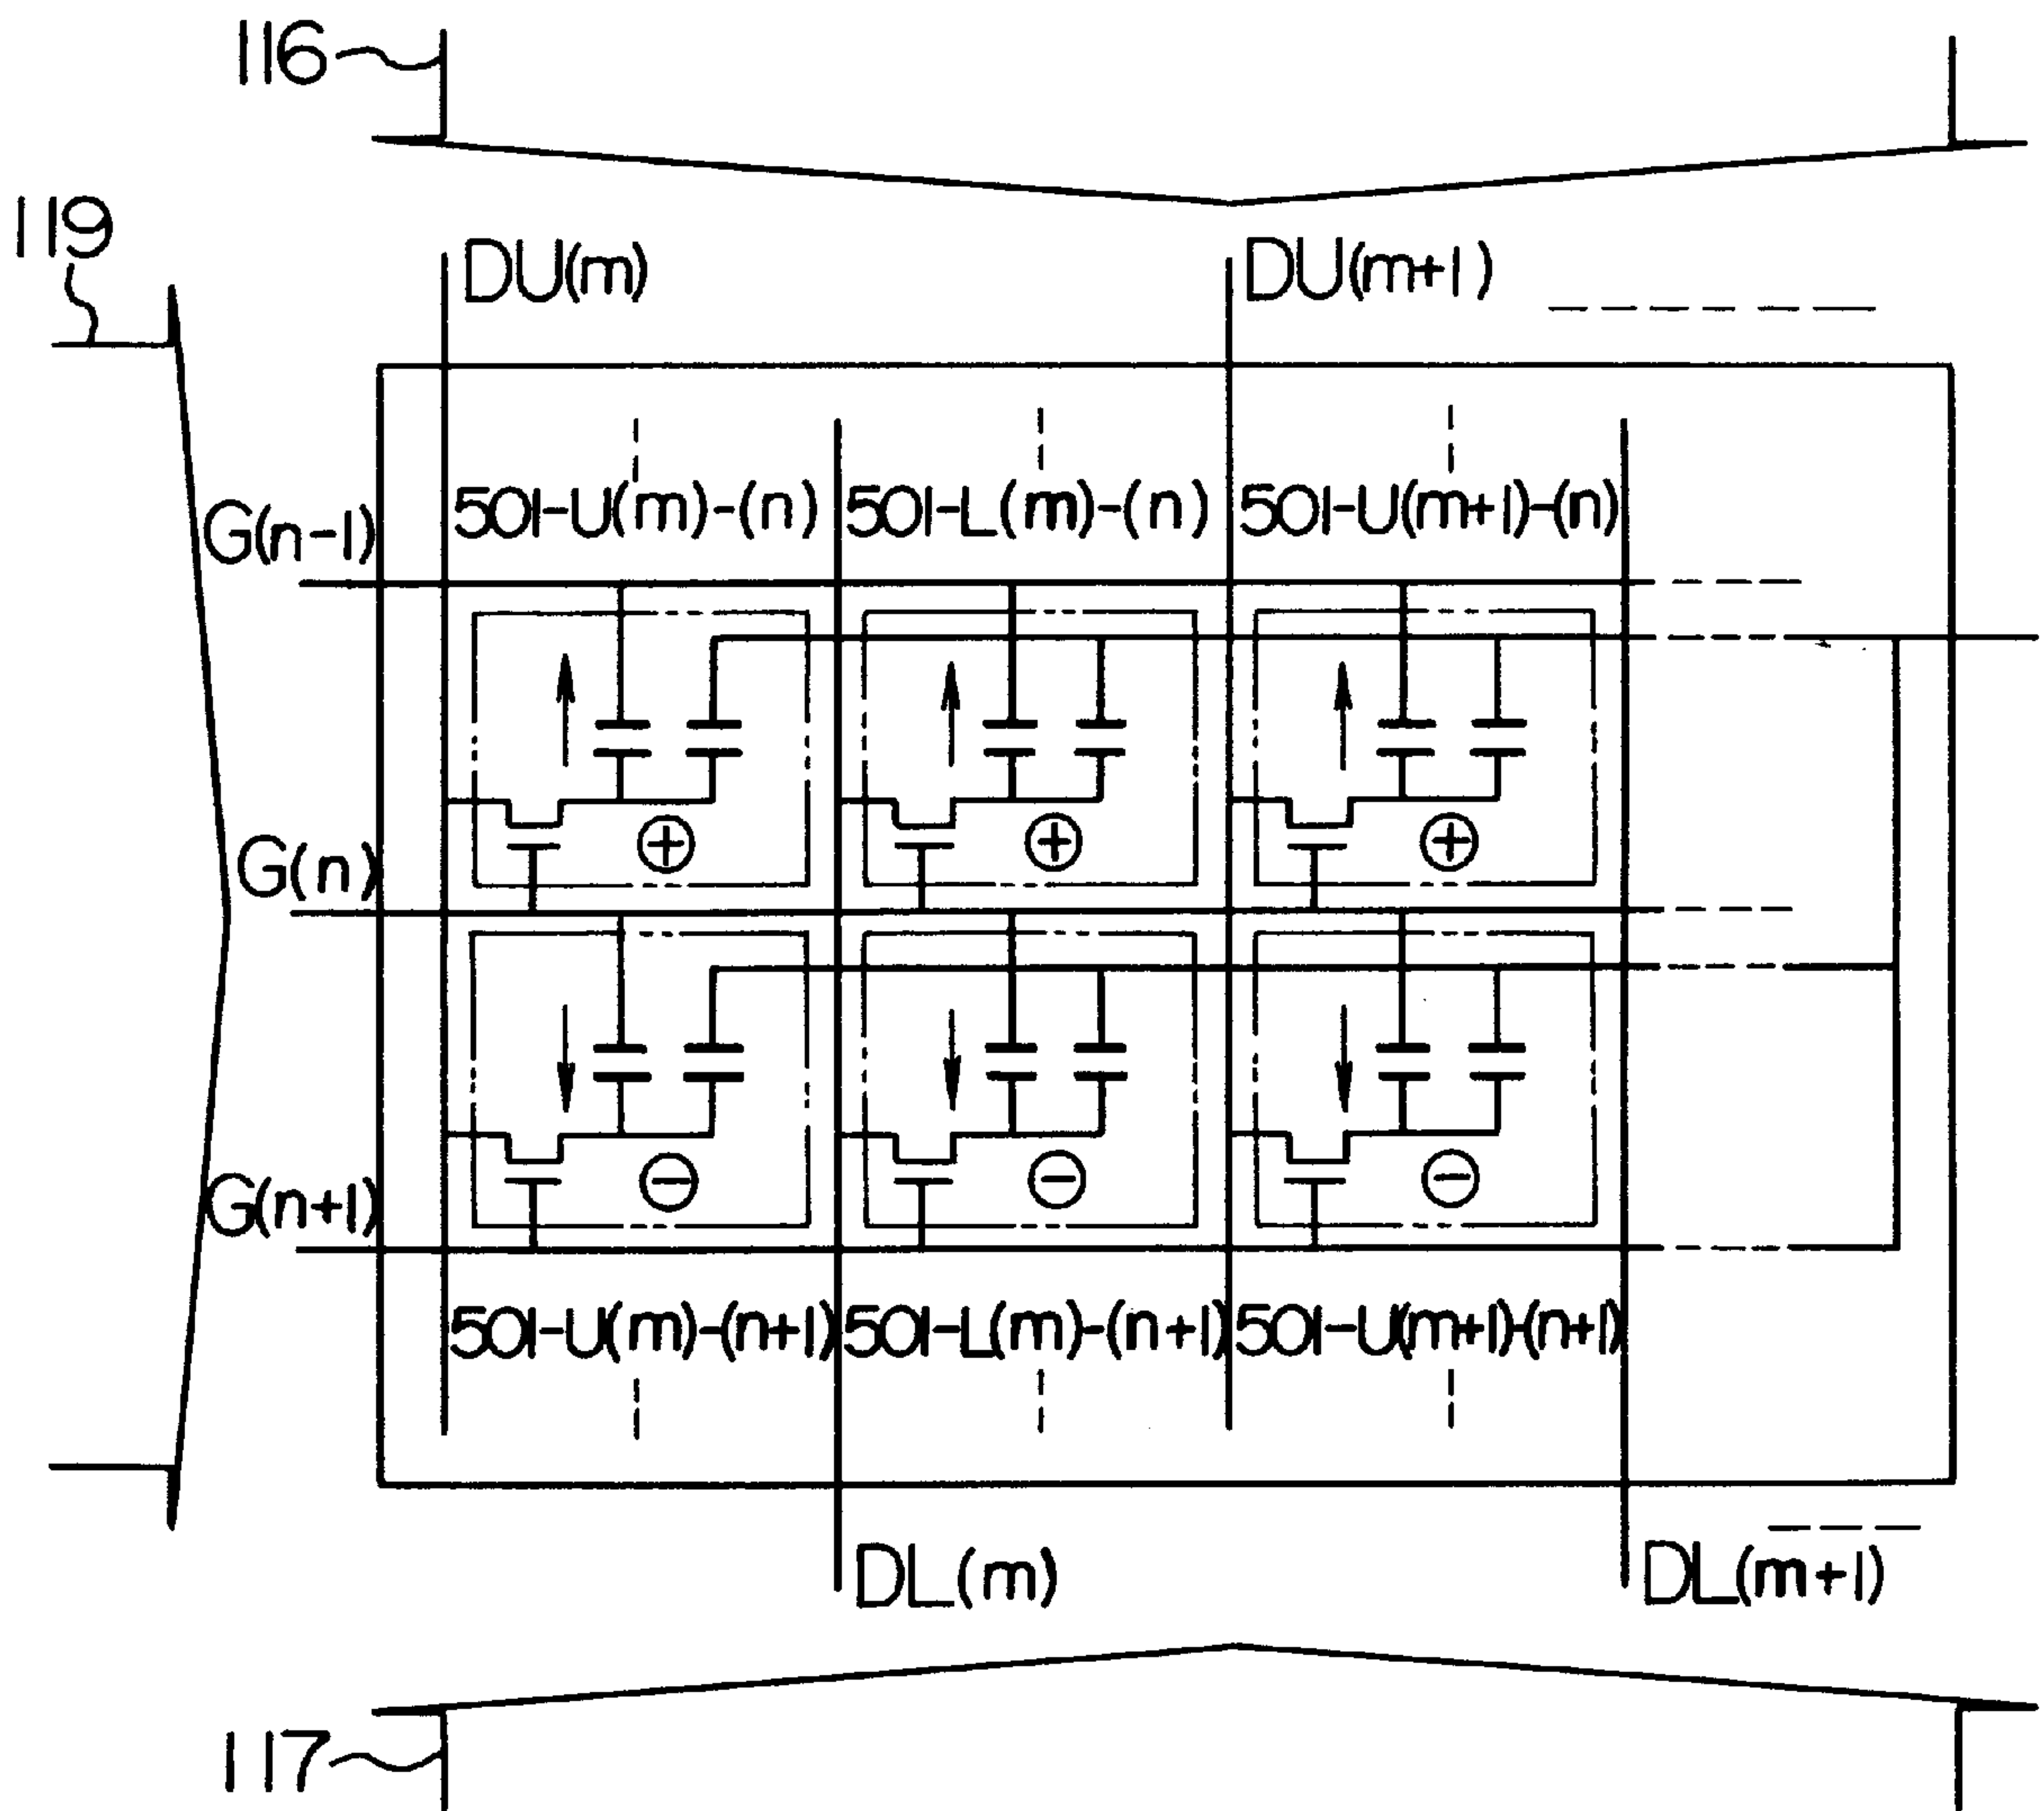 116
119
DU(m) DU(m+1)
501-U(m)-(n) 501-L(m)-(n) 501-U(m+1)-(n)
G(n-1)
+ + +
G(n)
- - -
G(n+1)
501-U(m)-(n+1) 501-L(m)-(n+1) 501-U(m+1)-(n+1)
DL(m) DL(m+1)
117